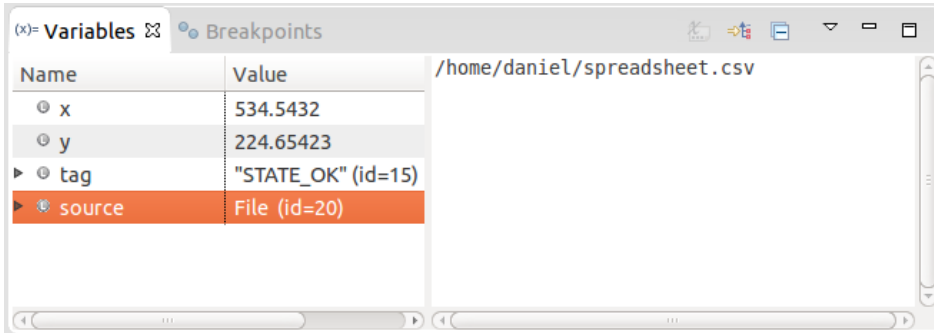 (x)= Variables Breakpoints
Name Value /home/daniel/spreadsheet.csv
x 534.5432
y 224.65423
tag "STATE_OK" (id=15)
source File (id=20)